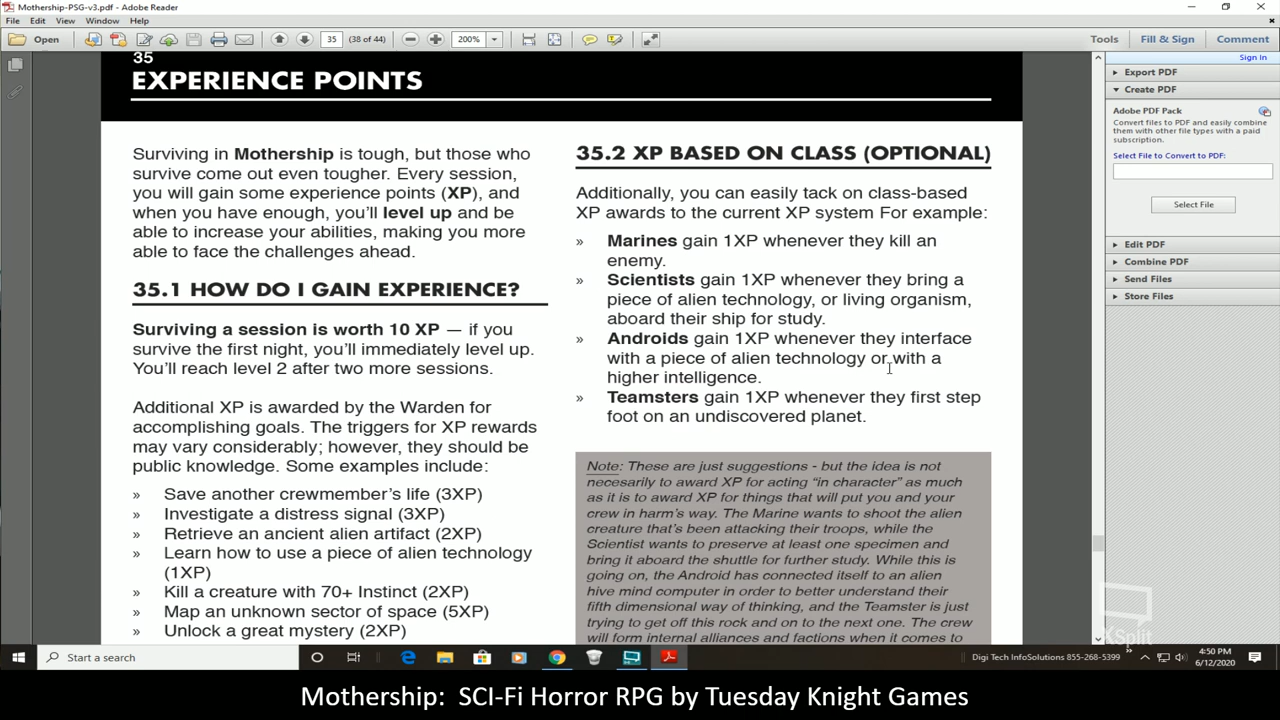 Mothership-PSG-v3.pdf - Adobe Reader
File Edit View Window Help
Open
35
(38 of 44)
200%
Tools
Fill & Sign
Comment
Sign In
Export PDF
Create PDF
Adobe PDF Pack
Convert files to PDF and easily combine
them with other file types with a paid
subscription.
Select File to Convert to PDF:
Select File
Edit PDF
Combine PDF
Send Files
Store Files
35
EXPERIENCE POINTS
Surviving in Mothership is tough, but those who
survive come out even tougher. Every session,
you will gain some experience points (XP), and
when you have enough, you'll level up and be
able to increase your abilities, making you more
able to face the challenges ahead.
35.1 HOW DO I GAIN EXPERIENCE?
Surviving a session is worth 10 XP — if you
survive the first night, you'll immediately level up.
You'll reach level 2 after two more sessions.
Additional XP is awarded by the Warden for
accomplishing goals. The triggers for XP rewards
may vary considerably; however, they should be
public knowledge. Some examples include:
» Save another crewmember's life (3XP)
» Investigate a distress signal (3XP)
» Retrieve an ancient alien artifact (2XP)
» Learn how to use a piece of alien technology
(1XP)
» Kill a creature with 70+ Instinct (2XP)
» Map an unknown sector of space (5XP)
» Unlock a great mystery (2XP)
35.2 XP BASED ON CLASS (OPTIONAL)
Additionally, you can easily tack on class-based
XP awards to the current XP system For example:
» Marines gain 1XP whenever they kill an
enemy.
» Scientists gain 1XP whenever they bring a
piece of alien technology, or living organism,
aboard their ship for study.
» Androids gain 1XP whenever they interface
with a piece of alien technology or with a
higher intelligence.
» Teamsters gain 1XP whenever they first step
foot on an undiscovered planet.
Note: These are just suggestions - but the idea is not
necesarily to award XP for acting "in character" as much
as it is to award XP for things that will put you and your
crew in harm's way. The Marine wants to shoot the alien
creature that's been attacking their troops, while the
Scientist wants to preserve at least one specimen and
bring it aboard the shuttle for further study. While this is
going on, the Android has connected itself to an alien
hive mind computer in order to better understand their
fifth dimensional way of thinking, and the Teamster is just
trying to get off this rock and on to the next one. The crew
will form internal alliances and factions when it comes to
XSplit
Start a search
Digi Tech InfoSolutions 855-268-5399
4:50 PM
6/12/2020
Mothership: SCI-Fi Horror RPG by Tuesday Knight Games